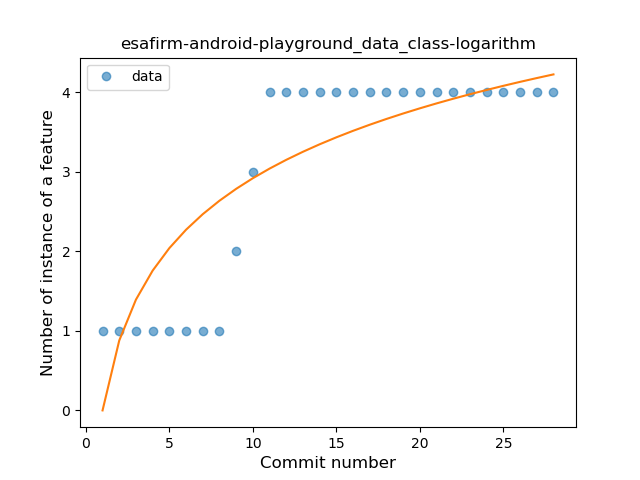 esafirm-android-playground_data_class-logarithm
data
Number of instance of a feature
4
3
2
1
0
0
5
10
15
20
25
Commit number